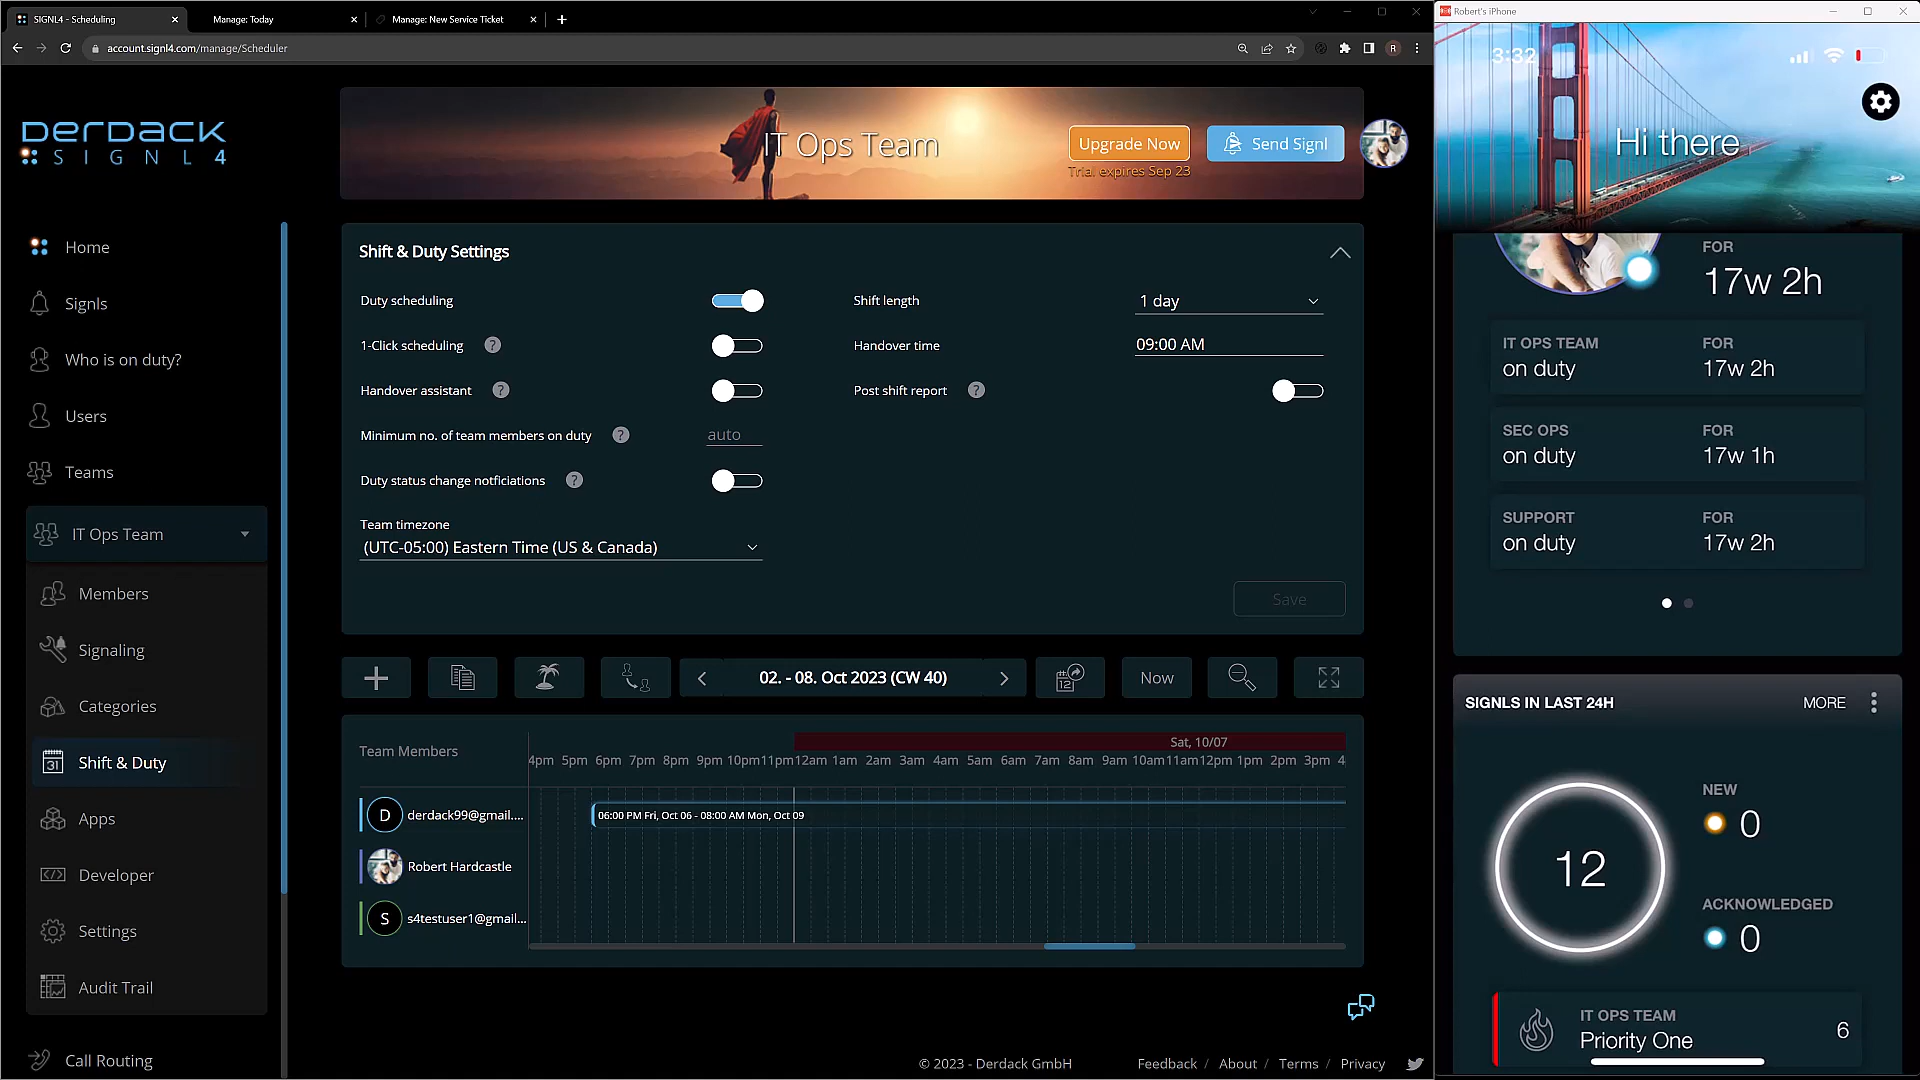 SIGNL4 - Scheduling
Manage: Today
Manage: New Service Ticket
account.signl4.com/manage/Scheduler
R
DERDACK
SIGNL4
Home
Signls
Who is on duty?
Users
Teams
IT Ops Team
Members
Signaling
Categories
31
Shift & Duty
Apps
Developer
Settings
Audit Trail
Call Routing
IT Ops Team
Upgrade Now
Trial expires Sep 23
Send Signl
Shift & Duty Settings
Duty scheduling
Shift length
1 day
1-Click scheduling ?
Handover time
09:00 AM
Handover assistant ?
Post shift report ?
Minimum no. of team members on duty ?
auto
Duty status change notficiations ?
Team timezone
(UTC-05:00) Eastern Time (US & Canada)
Save
02. - 08. Oct 2023 (CW 40)
12
Now
Team Members
Sat, 10/07
4pm 5pm 6pm 7pm 8pm 9pm 10pm 11pm 12am 1am 2am 3am 4am 5am 6am 7am 8am 9am 10am 11am 12pm 1pm 2pm 3pm 4
D derdack99@gmail....
06:00 PM Fri, Oct 06 - 08:00 AM Mon, Oct 09
Robert Hardcastle
S s4testuser1@gmail...
© 2023 - Derdack GmbH
Feedback / About / Terms / Privacy
Robert's iPhone
3:32
Hi there
FOR
17w 2h
IT OPS TEAM FOR
on duty 17w 2h
SEC OPS FOR
on duty 17w 1h
SUPPORT FOR
on duty 17w 2h
SIGNLS IN LAST 24H MORE
12
NEW
0
ACKNOWLEDGED
0
IT OPS TEAM
Priority One
6